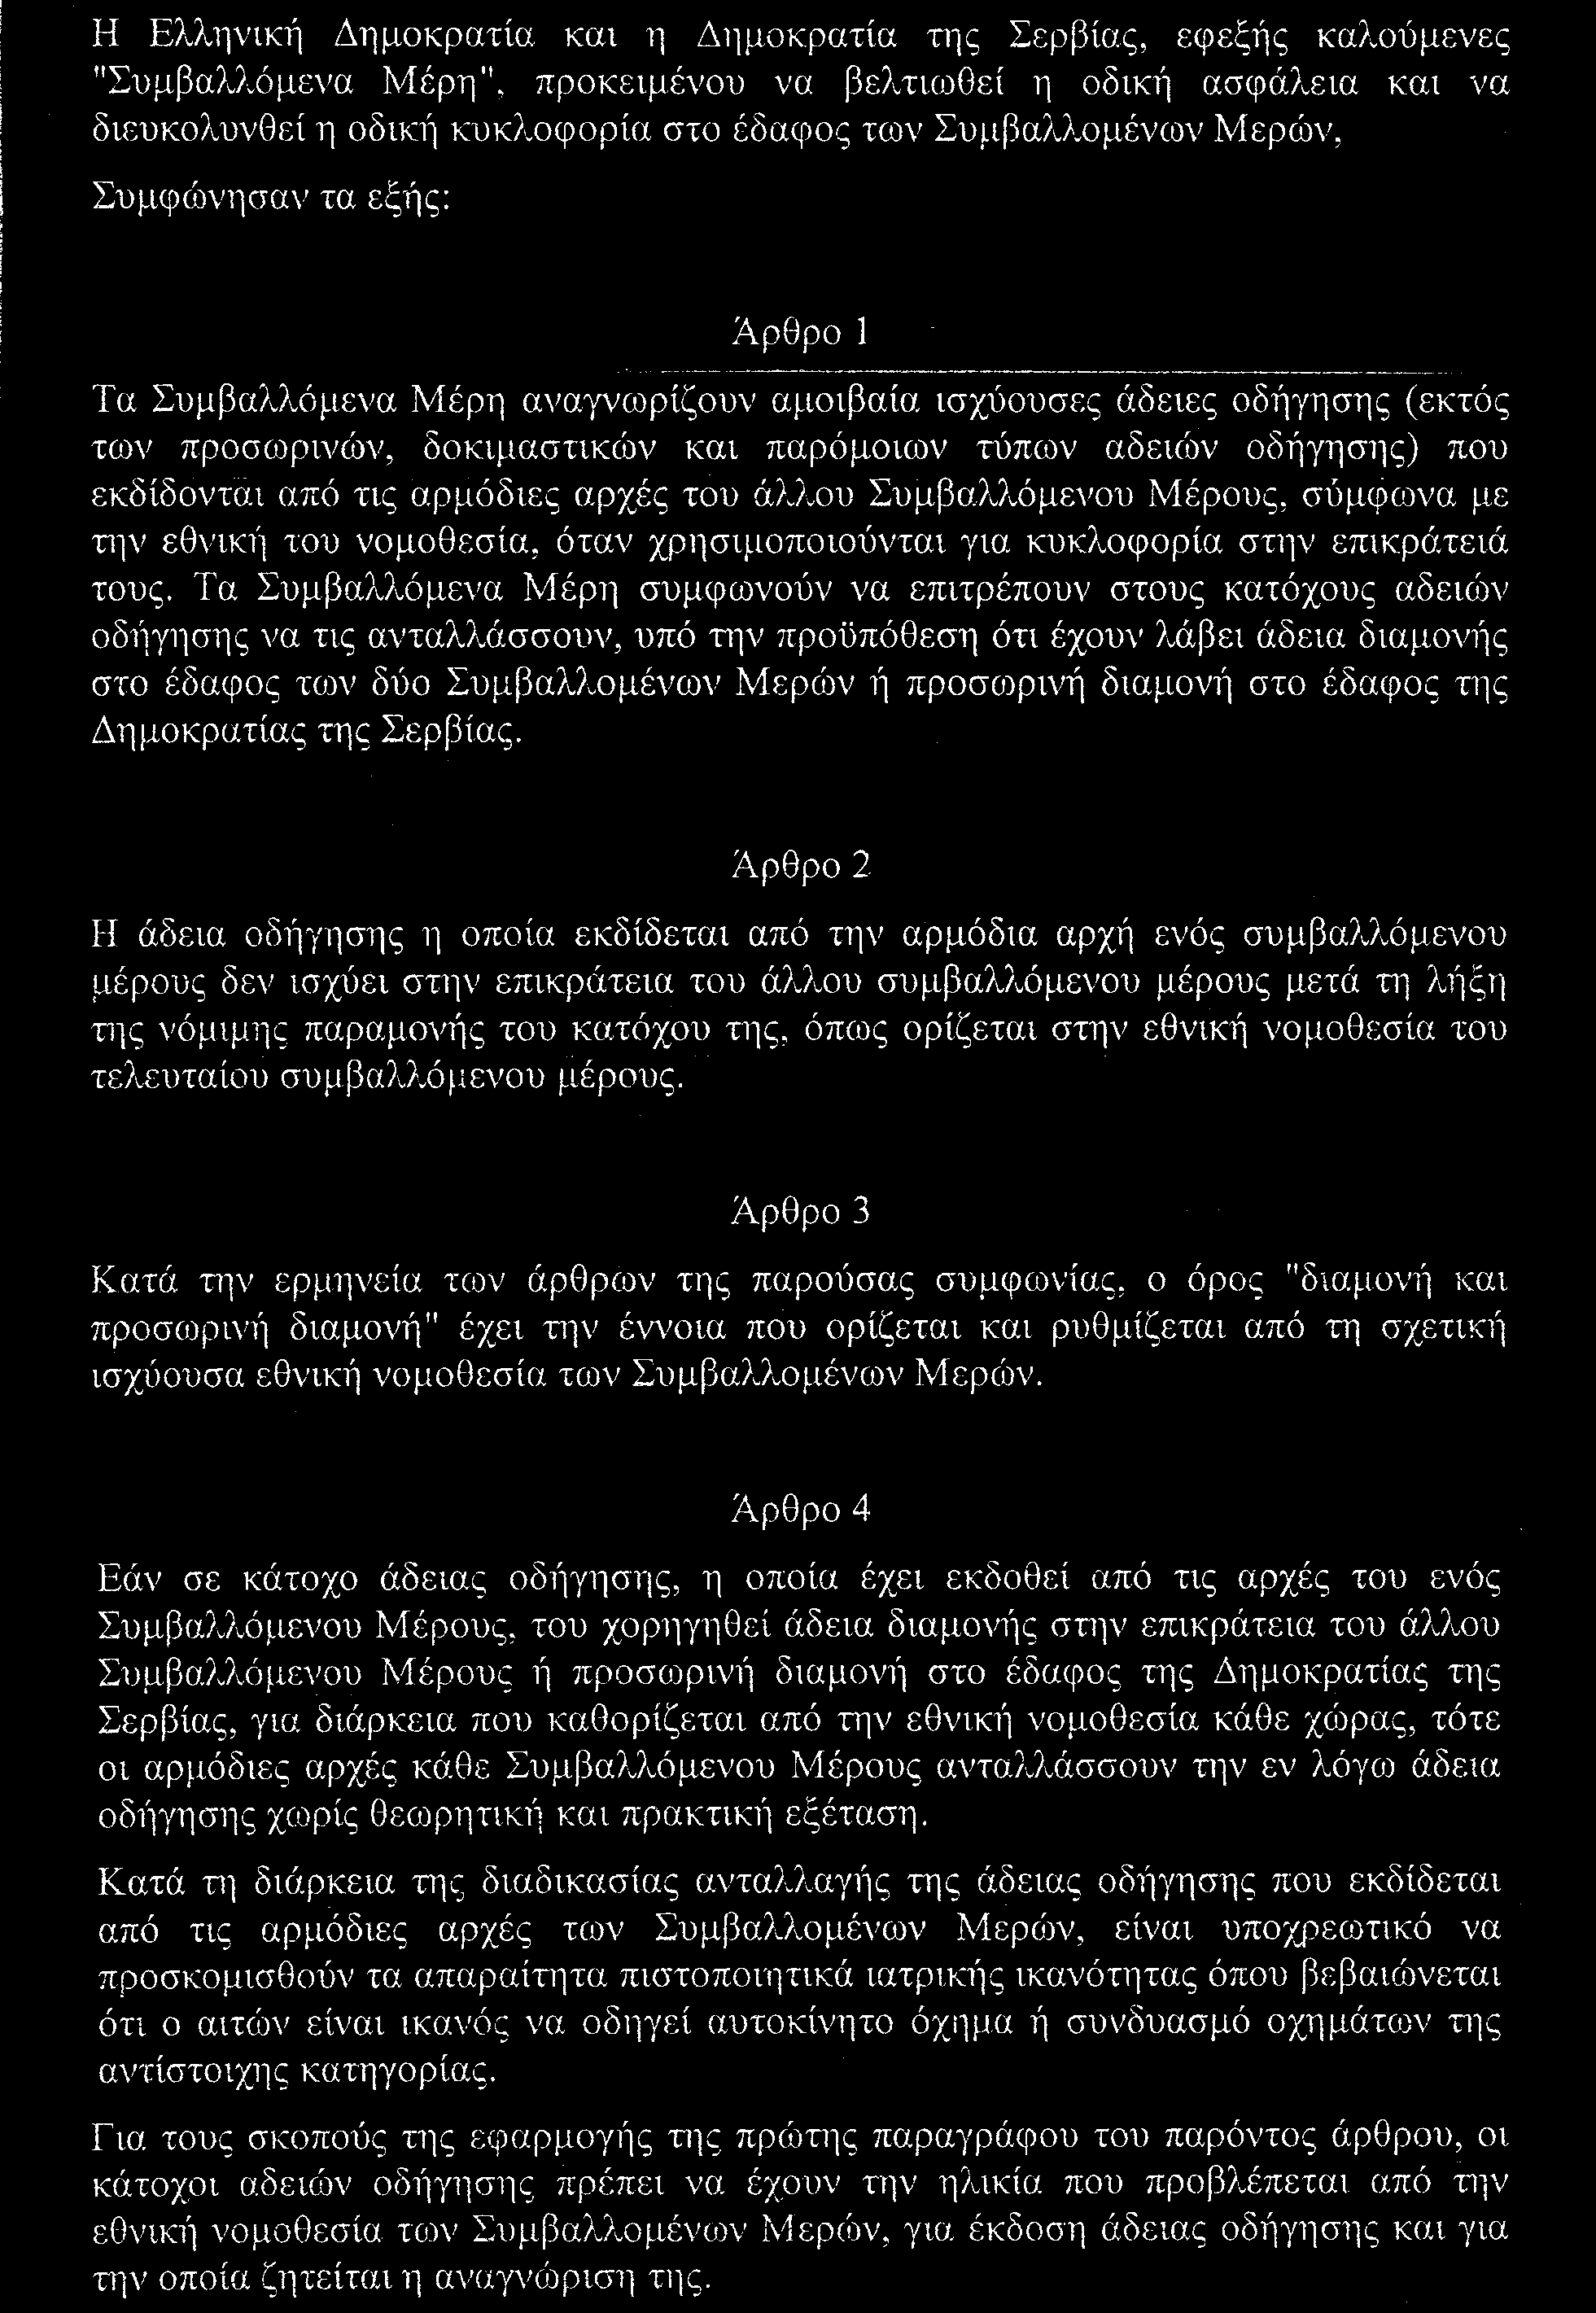 Η Ελληνική Δημοκρατία και η Δημοκρατία της Σερβίας, εφεξής καλούμενες
"Συμβαλλόμενα Μέρη", προκειμένου να βελτιωθεί η οδική ασφάλεια και να
διευκολυνθεί η οδική κυκλοφορία στο έδαφος των Συμβαλλομένων Μερών,
Συμφώνησαν τα εξής:
Άρθρο 1
Τα Συμβαλλόμενα Μέρη αναγνωρίζουν αμοιβαία ισχύουσες άδειες οδήγησης (εκτός
των προσωρινών, δοκιμαστικών και παρόμοιων τύπων αδειών οδήγησης) που
εκδίδονται από τις αρμόδιες αρχές του άλλου Συμβαλλόμενου Μέρους, σύμφωνα με
την εθνική του νομοθεσία, όταν χρησιμοποιούνται για κυκλοφορία στην επικράτειά
τους. Τα Συμβαλλόμενα Μέρη συμφωνούν να επιτρέπουν στους κατόχους αδειών
οδήγησης να τις ανταλλάσσουν, υπό την προϋπόθεση ότι έχουν λάβει άδεια διαμονής
στο έδαφος των δύο Συμβαλλομένων Μερών ή προσωρινή διαμονή στο έδαφος της
Δημοκρατίας της Σερβίας.
Άρθρο 2
Η άδεια οδήγησης η οποία εκδίδεται από την αρμόδια αρχή ενός συμβαλλόμενου
μέρους δεν ισχύει στην επικράτεια του άλλου συμβαλλόμενου μέρους μετά τη λήξη
της νόμιμης παραμονής του κατόχου της, όπως ορίζεται στην εθνική νομοθεσία του
τελευταίου συμβαλλόμενου μέρους.
Άρθρο 3
Κατά την ερμηνεία των άρθρων της παρούσας συμφωνίας, ο όρος "διαμονή και
προσωρινή διαμονή" έχει την έννοια που ορίζεται και ρυθμίζεται από τη σχετική
ισχύουσα εθνική νομοθεσία των Συμβαλλομένων Μερών.
Άρθρο 4
Εάν σε κάτοχο άδειας οδήγησης, η οποία έχει εκδοθεί από τις αρχές του ενός
Συμβαλλόμενου Μέρους, του χορηγηθεί άδεια διαμονής στην επικράτεια του άλλου
Συμβαλλόμενου Μέρους ή προσωρινή διαμονή στο έδαφος της Δημοκρατίας της
Σερβίας, για διάρκεια που καθορίζεται από την εθνική νομοθεσία κάθε χώρας, τότε
οι αρμόδιες αρχές κάθε Συμβαλλόμενου Μέρους ανταλλάσσουν την εν λόγω άδεια
οδήγησης χωρίς θεωρητική και πρακτική εξέταση.
Κατά τη διάρκεια της διαδικασίας ανταλλαγής της άδειας οδήγησης που εκδίδεται
από τις αρμόδιες αρχές των Συμβαλλομένων Μερών, είναι υποχρεωτικό να
προσκομισθούν τα απαραίτητα πιστοποιητικά ιατρικής ικανότητας όπου βεβαιώνεται
ότι ο αιτών είναι ικανός να οδηγεί αυτοκίνητο όχημα ή συνδυασμό οχημάτων της
αντίστοιχης κατηγορίας.
Για τους σκοπούς της εφαρμογής της πρώτης παραγράφου του παρόντος άρθρου, οι
κάτοχοι αδειών οδήγησης πρέπει να έχουν την ηλικία που προβλέπεται από την
εθνική νομοθεσία των Συμβαλλομένων Μερών, για έκδοση άδειας οδήγησης και για
την οποία ζητείται η αναγνώριση της.